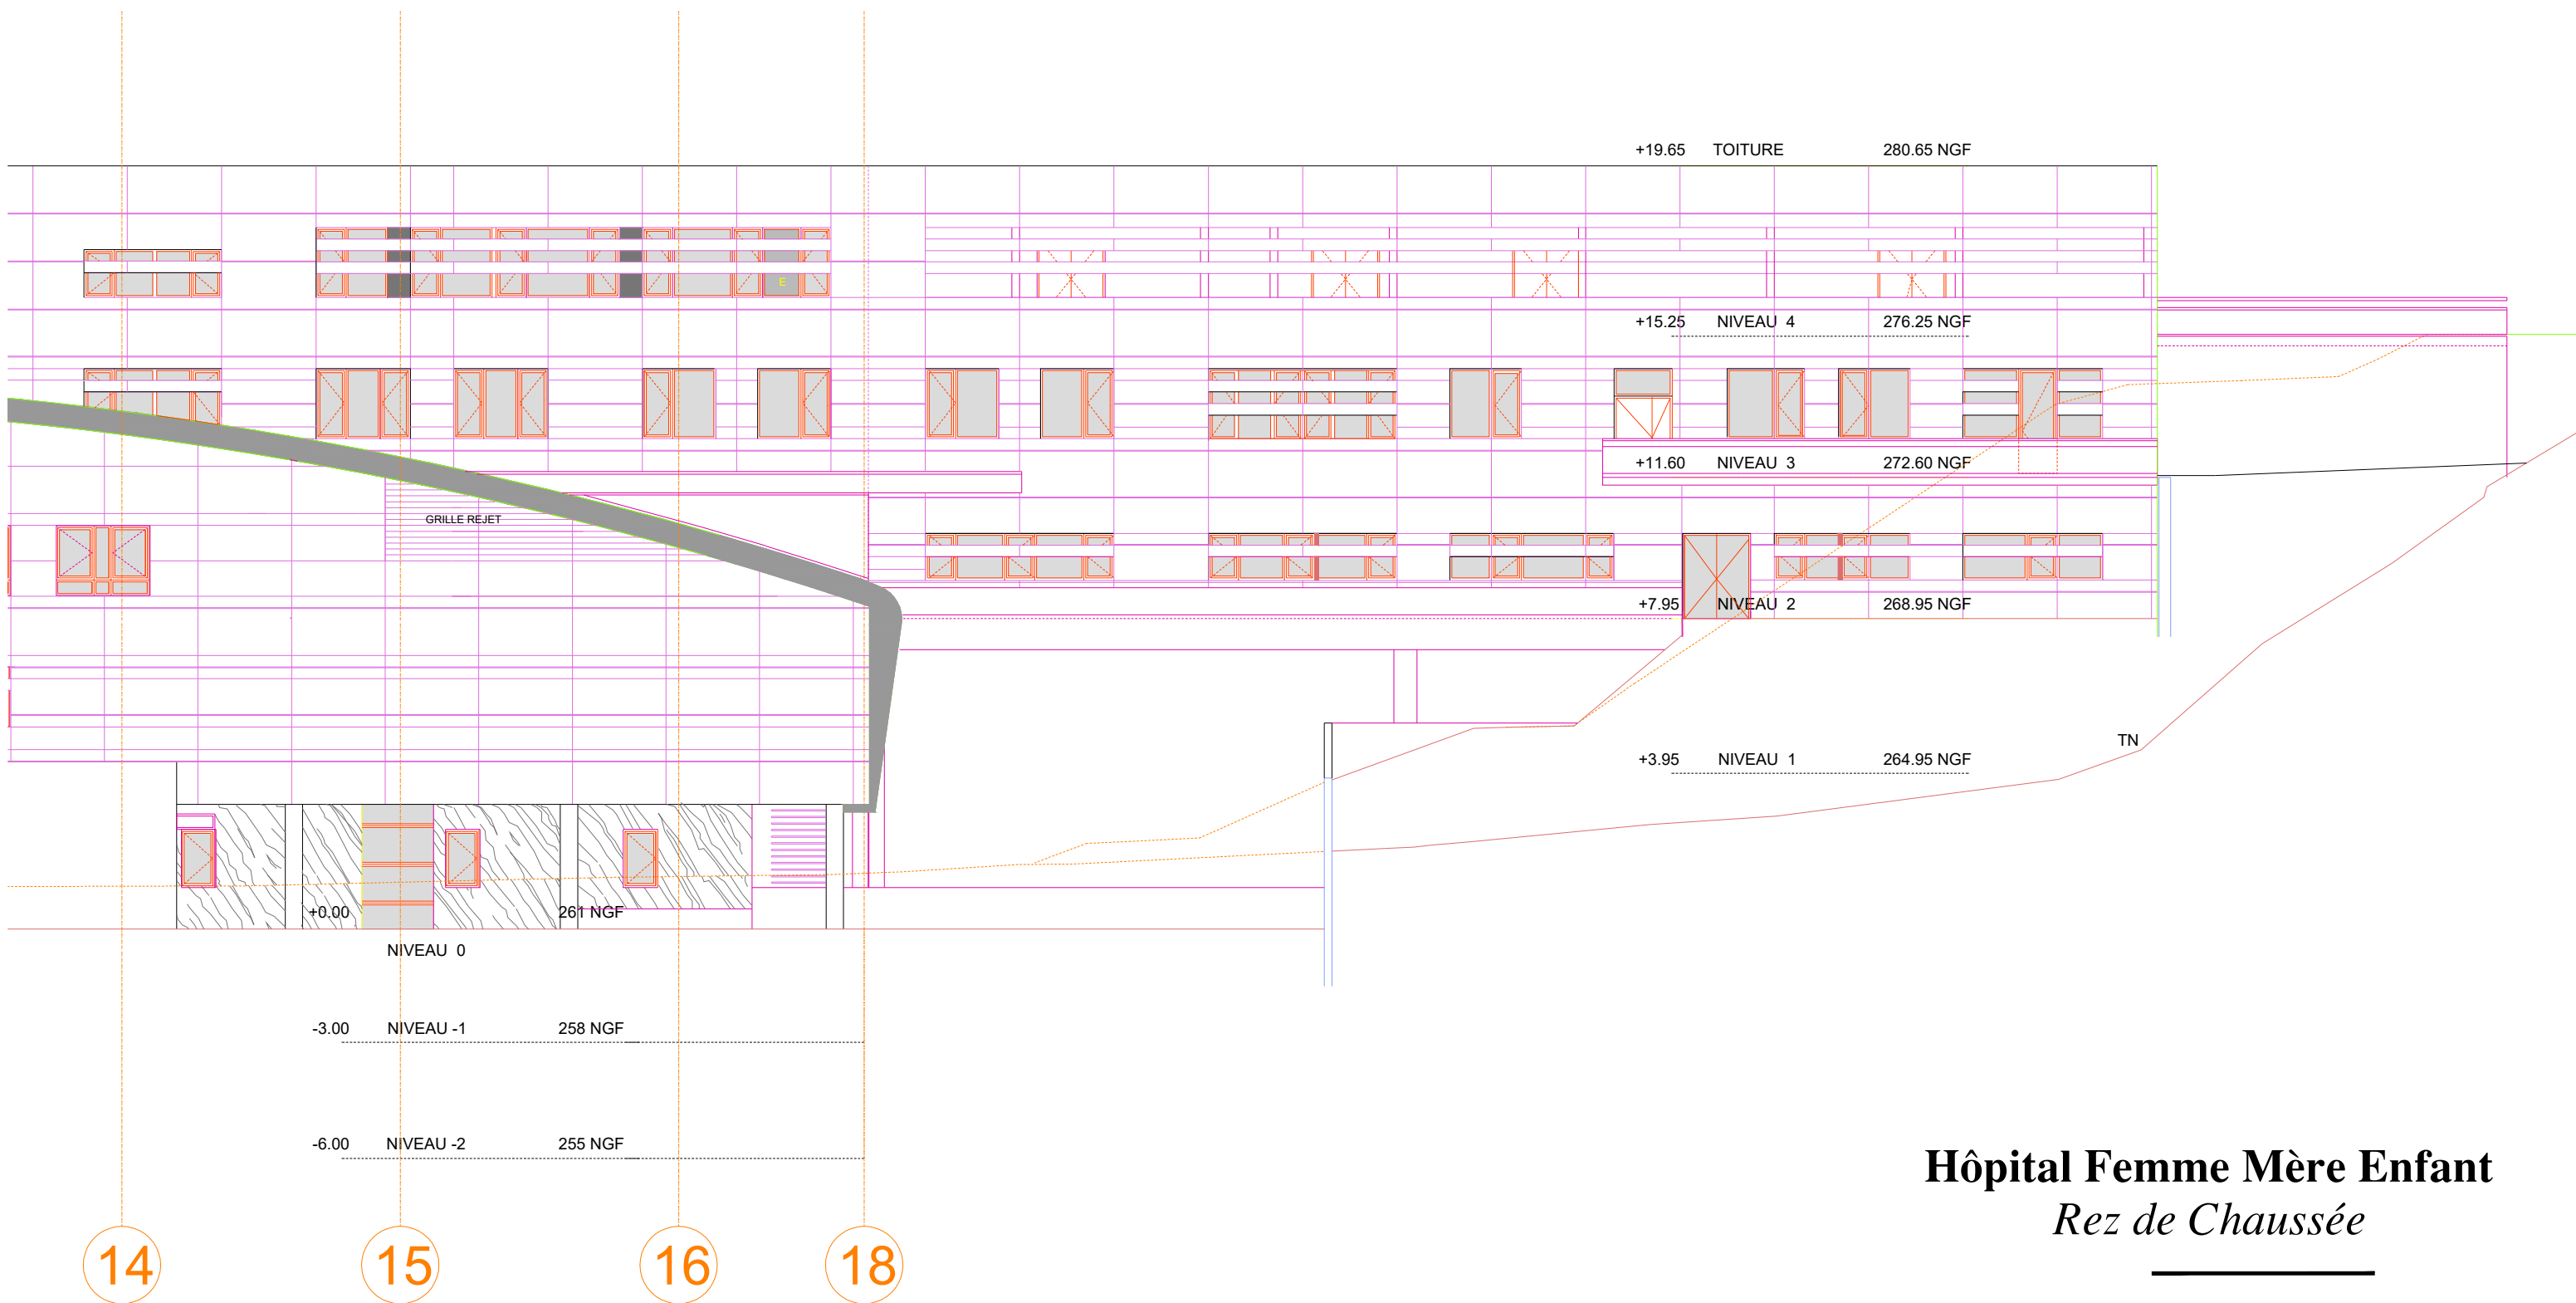 +19.65 TOITURE 280.65 NGF
E
+15.25 NIVEAU 4 276.25 NGF
+11.60 NIVEAU 3 272.60 NGF
GRILLE REJET
+7.95 NIVEAU 2 268.95 NGF
TN
+3.95 NIVEAU 1 264.95 NGF
+0.00 261 NGF
NIVEAU 0
-3.00 NIVEAU -1 258 NGF
-6.00 NIVEAU -2 255 NGF
Hôpital Femme Mère Enfant
Rez de Chaussée
14 15 16 18